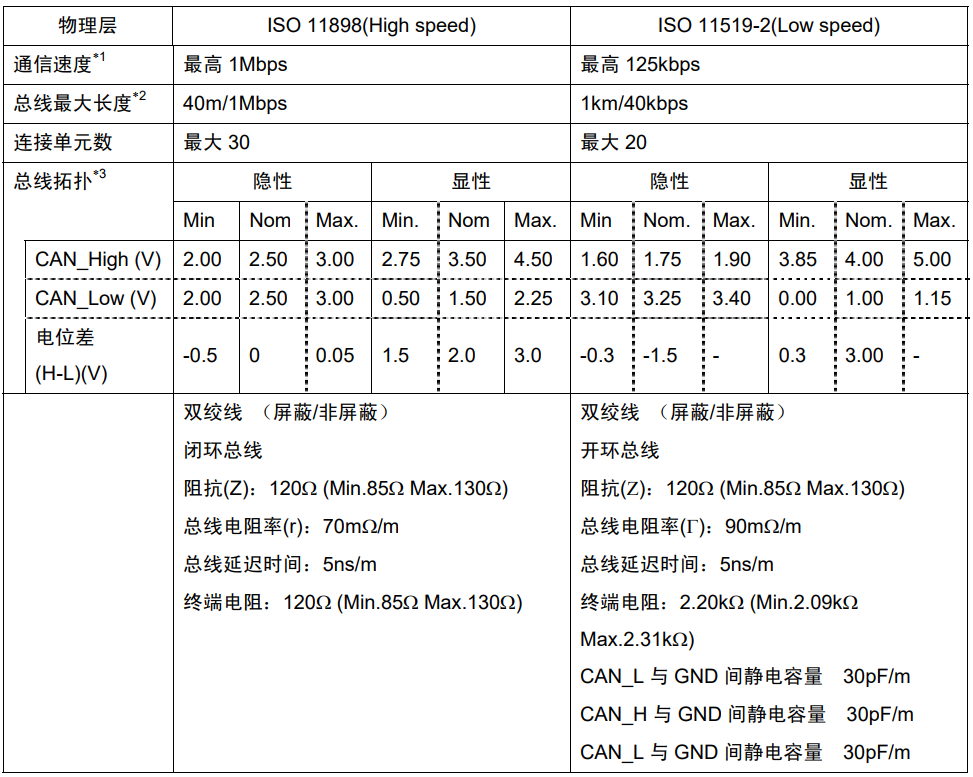 物理层 ISO 11898(High speed) ISO 11519-2(Low speed)
通信速度*1 最高 1Mbps 最高 125kbps
总线最大长度*2 40m/1Mbps 1km/40kbps
连接单元数 最大 30 最大 20
总线拓扑*3 隐性 显性 隐性 显性
Min Nom Max. Min. Nom Max. Min Nom. Max. Min. Nom. Max.
CAN_High (V) 2.00 2.50 3.00 2.75 3.50 4.50 1.60 1.75 1.90 3.85 4.00 5.00
CAN_Low (V) 2.00 2.50 3.00 0.50 1.50 2.25 3.10 3.25 3.40 0.00 1.00 1.15
电位差
(H-L)(V) -0.5 0 0.05 1.5 2.0 3.0 -0.3 -1.5 - 0.3 3.00 -
双绞线 （屏蔽/非屏蔽）
闭环总线
阻抗(Z)：120Ω (Min.85Ω Max.130Ω)
总线电阻率(r)：70mΩ/m
总线延迟时间：5ns/m
终端电阻：120Ω (Min.85Ω Max.130Ω)
双绞线 （屏蔽/非屏蔽）
开环总线
阻抗(Z)：120Ω (Min.85Ω Max.130Ω)
总线电阻率(Γ)：90mΩ/m
总线延迟时间：5ns/m
终端电阻：2.20kΩ (Min.2.09kΩ
Max.2.31kΩ)
CAN_L 与 GND 间静电容量 30pF/m
CAN_H 与 GND 间静电容量 30pF/m
CAN_L 与 GND 间静电容量 30pF/m